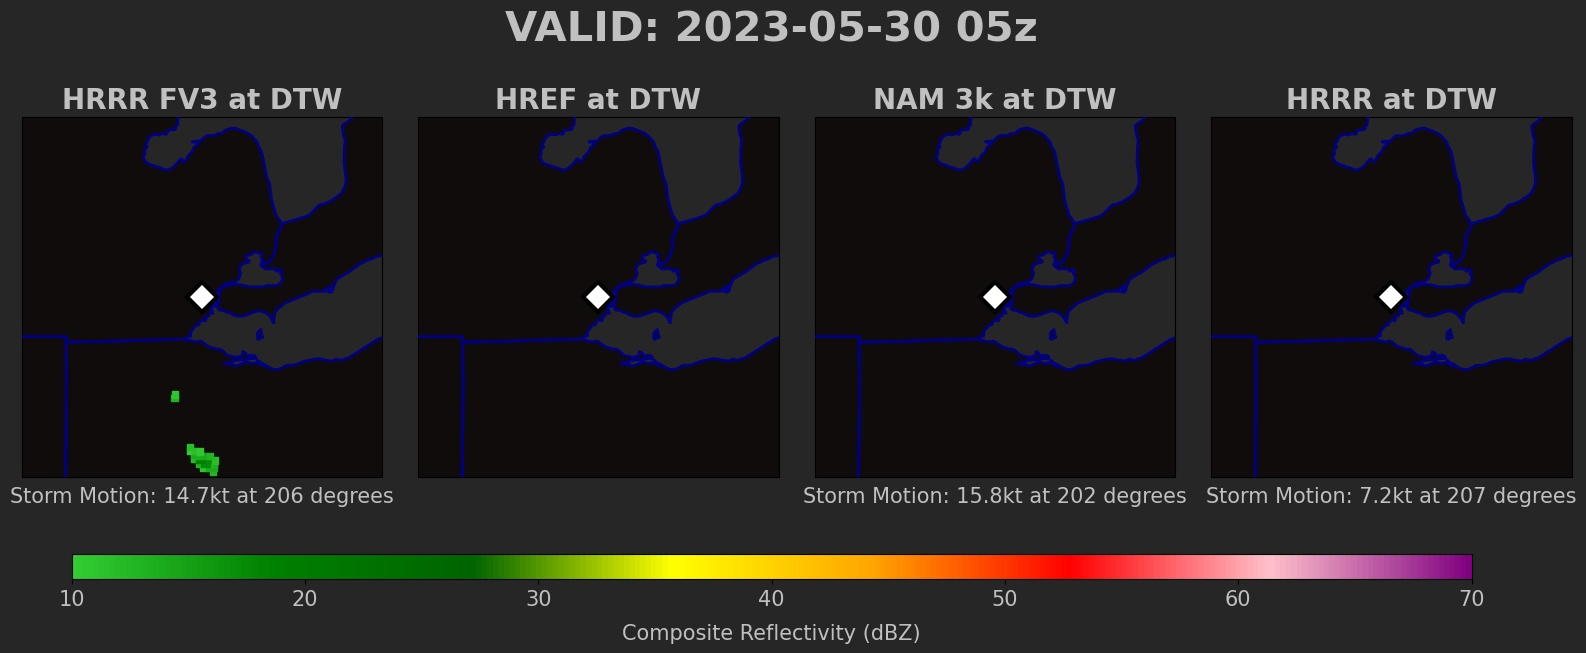 VALID: 2023-05-30 05z
HRRR FV3 at DTW
HREF at DTW
NAM 3k at DTW
HRRR at DTW
Storm Motion: 14.7kt at 206 degrees
Storm Motion: 15.8kt at 202 degrees
Storm Motion: 7.2kt at 207 degrees
10 20 30 40 50 60 70
Composite Reflectivity (dBZ)